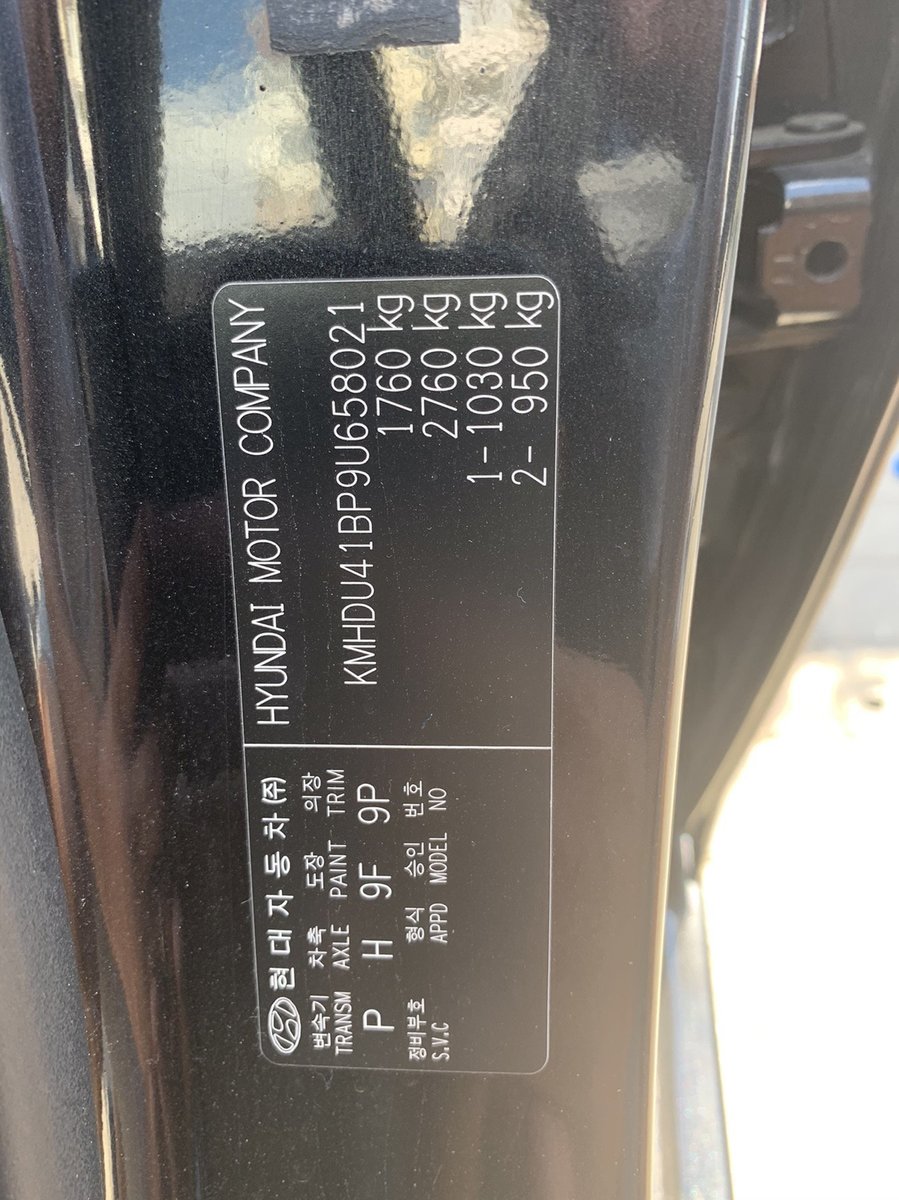 현대자동차(주)
변속기 차축 도장 의장
TRANSM AXLE PAINT TRIM
P H 9F 9P
정비부호 형식 승인 번호
S.V.C APPD MODEL NO
HYUNDAI MOTOR COMPANY
KMHDU41BP9U658021
1760 kg
2760 kg
1- 1030 kg
2- 950 kg